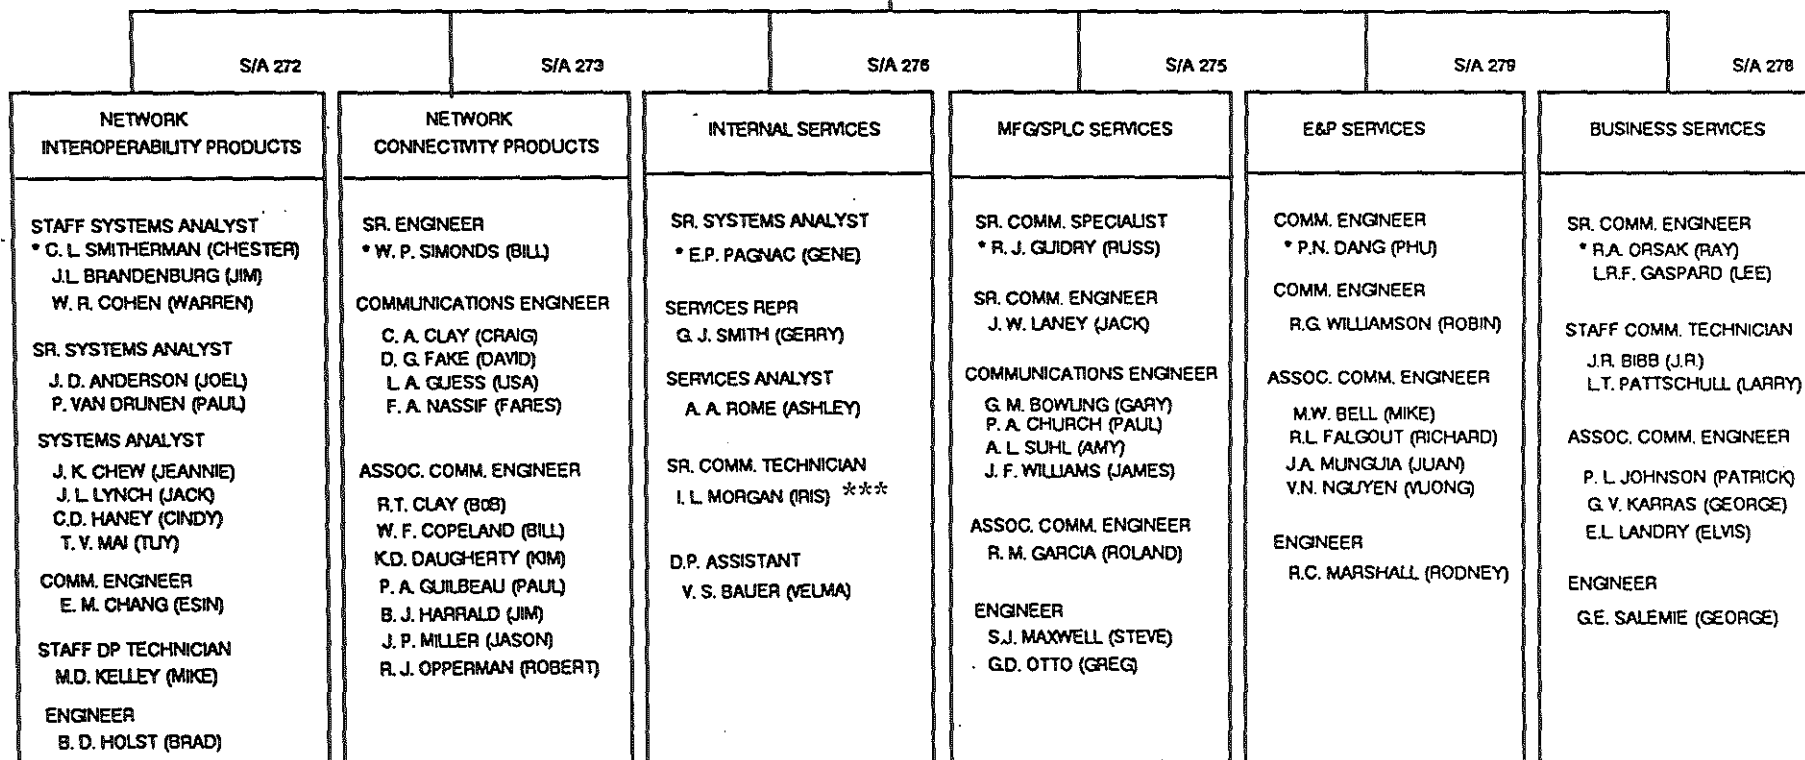 S/A 272
NETWORK
INTEROPERABILITY PRODUCTS
STAFF SYSTEMS ANALYST
* C. L. SMITHERMAN (CHESTER)
J.L. BRANDENBURG (JIM)
W. R. COHEN (WARREN)
SR. SYSTEMS ANALYST
J. D. ANDERSON (JOEL)
P. VAN DRUNEN (PAUL)
SYSTEMS ANALYST
J. K. CHEW (JEANNIE)
J. L. LYNCH (JACK)
C.D. HANEY (CINDY)
T. V. MAI (TUY)
COMM. ENGINEER
E. M. CHANG (ESIN)
STAFF DP TECHNICIAN
M.D. KELLEY (MIKE)
ENGINEER
B. D. HOLST (BRAD)
S/A 273
NETWORK
CONNECTIVITY PRODUCTS
SR. ENGINEER
* W. P. SIMONDS (BILL)
COMMUNICATIONS ENGINEER
C. A. CLAY (CRAIG)
D. G. FAKE (DAVID)
L. A. GUESS (LISA)
F. A. NASSIF (FARES)
ASSOC. COMM. ENGINEER
R.T. CLAY (BOB)
W. F. COPELAND (BILL)
K.D. DAUGHERTY (KIM)
P. A. GUILBEAU (PAUL)
B. J. HARRALD (JIM)
J. P. MILLER (JASON)
R. J. OPPERMAN (ROBERT)
S/A 276
INTERNAL SERVICES
SR. SYSTEMS ANALYST
* E.P. PAGNAC (GENE)
SERVICES REPR
G. J. SMITH (GERRY)
SERVICES ANALYST
A. A. ROME (ASHLEY)
SR. COMM. TECHNICIAN
I. L. MORGAN (IRIS) ***
D.P. ASSISTANT
V. S. BAUER (VELMA)
S/A 275
MFG/SPLC SERVICES
SR. COMM. SPECIALIST
* R. J. GUIDRY (RUSS)
SR. COMM. ENGINEER
J. W. LANEY (JACK)
COMMUNICATIONS ENGINEER
G. M. BOWLING (GARY)
P. A. CHURCH (PAUL)
A. L. SUHL (AMY)
J. F. WILLIAMS (JAMES)
ASSOC. COMM. ENGINEER
R. M. GARCIA (ROLAND)
ENGINEER
S.J. MAXWELL (STEVE)
G.D. OTTO (GREG)
S/A 279
E&P SERVICES
COMM. ENGINEER
* P.N. DANG (PHU)
COMM. ENGINEER
R.G. WILLIAMSON (ROBIN)
ASSOC. COMM. ENGINEER
M.W. BELL (MIKE)
R.L. FALGOUT (RICHARD)
J.A. MUNGUIA (JUAN)
V.N. NGUYEN (VUONG)
ENGINEER
R.C. MARSHALL (RODNEY)
S/A 278
BUSINESS SERVICES
SR. COMM. ENGINEER
* R.A. ORSAK (RAY)
L.R.F. GASPARD (LEE)
STAFF COMM. TECHNICIAN
J.R. BIBB (J.R.)
L.T. PATTSCHULL (LARRY)
ASSOC. COMM. ENGINEER
P. L. JOHNSON (PATRICK)
G. V. KARRAS (GEORGE)
E.L. LANDRY (ELVIS)
ENGINEER
G.E. SALEMIE (GEORGE)